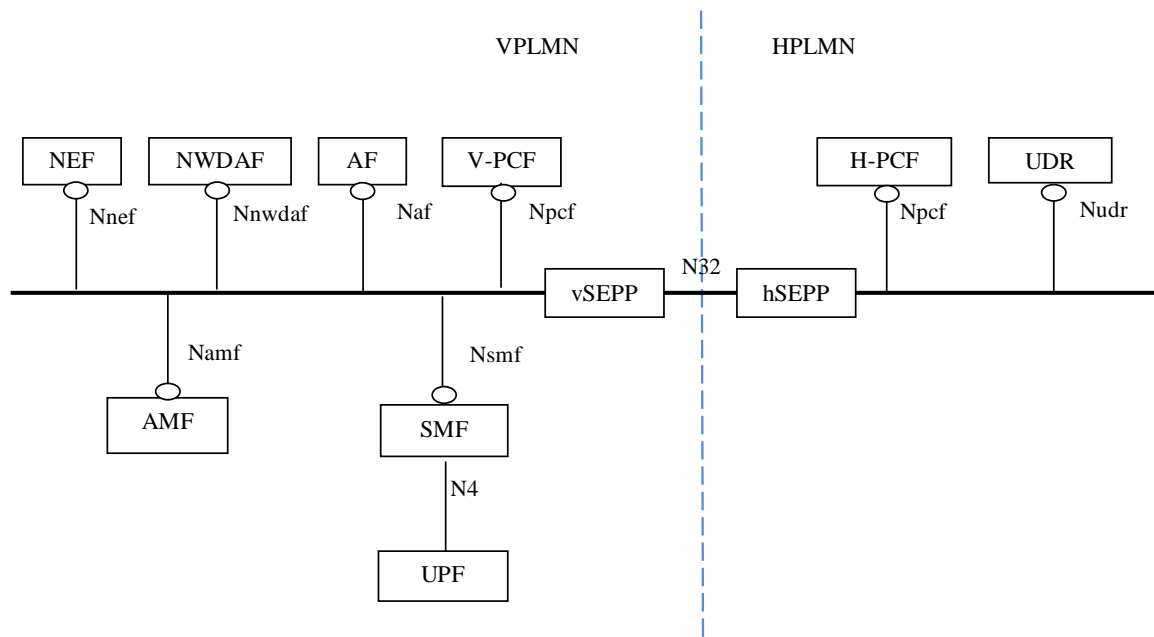 VPLMN
HPLMN
NEF
NWDAF
AF
V-PCF
H-PCF
UDR
Nnef
Nnwdaf
Naf
Npcf
Npcf
Nudr
N32
vSEPP
hSEPP
Namf
Nsmf
AMF
SMF
N4
UPF